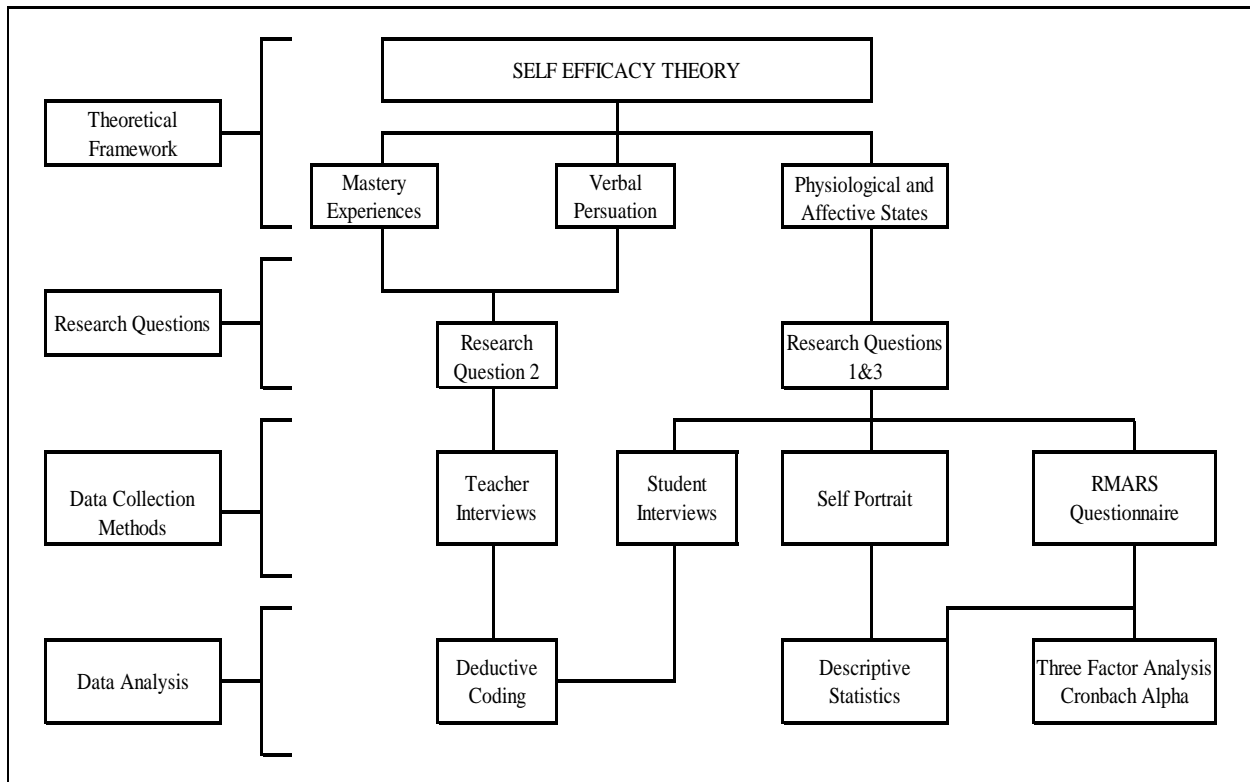 SELF EFFICACY THEORY
Theoretical
Framework
Mastery
Experiences
Verbal
Persuation
Physiological and
Affective States
Research Questions
Research
Question 2
Research Questions
1&3
Data Collection
Methods
Teacher
Interviews
Student
Interviews
Self Portrait
RMARS
Questionnaire
Data Analysis
Deductive
Coding
Descriptive
Statistics
Three Factor Analysis
Cronbach Alpha